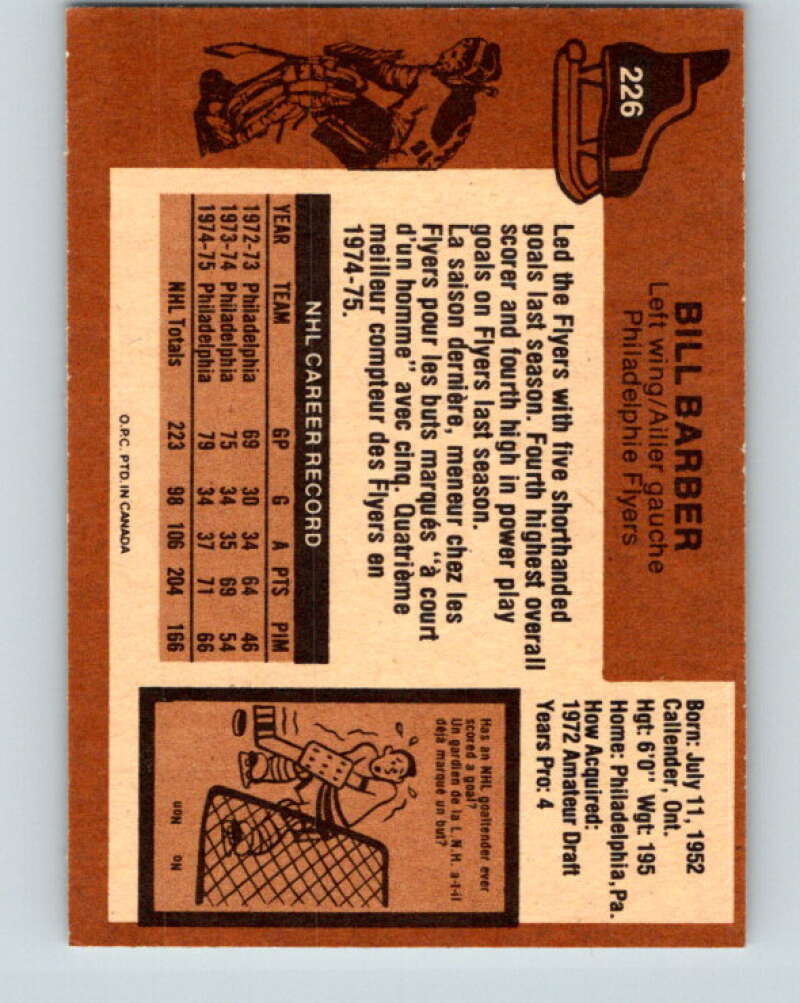 226
BILL BARBER
Left wing/Ailier gauche
Philadelphie Flyers
Born: July 11, 1952
Callender, Ont.
Hgt: 6'0" Wgt: 195
Home: Philadelphia, Pa.
How Acquired:
1972 Amateur Draft
Years Pro: 4
Led the Flyers with five shorthanded
goals last season. Fourth highest overall
scorer and fourth high in power play
goals on Flyers last season.
La saison dernière, meneur chez les
Flyers pour les buts marqués "à court
d'un homme" avec cinq. Quatrième
meilleur compteur des Flyers en
1974-75.
NHL CAREER RECORD
YEAR TEAM GP G A PTS PIM
1972-73 Philadelphia 69 30 34 64 46
1973-74 Philadelphia 75 34 35 69 54
1974-75 Philadelphia 79 34 37 71 66
NHL Totals 223 98 106 204 166
Has an NHL goaltender ever
scored a goal?
Un gardien de la L.N.H. a-t-il
déjà marqué un but?
No
Non
O.P.C. PTD. IN CANADA